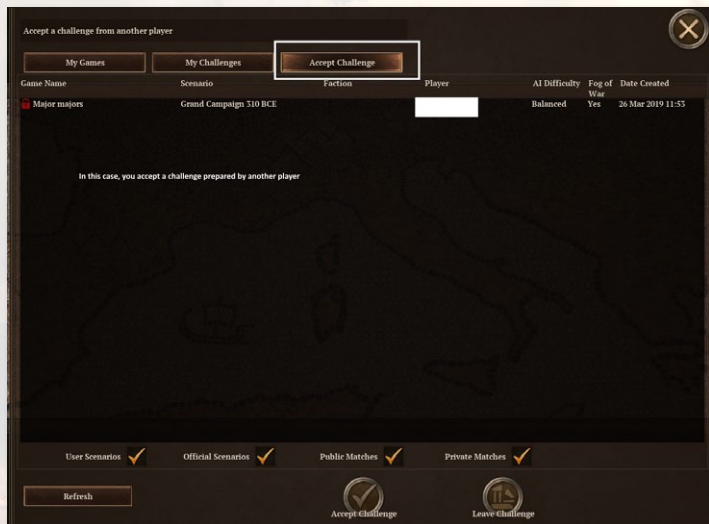 Accept a challenge from another player
My Games My Challenges Accept Challenge
Game Name Scenario Faction Player AI Difficulty Fog of War Date Created
Major majors Grand Campaign 310 BCE Balanced Yes 26 Mar 2019 11:53
In this case, you accept a challenge prepared by another player
User Scenarios Official Scenarios Public Matches Private Matches
Refresh
Accept Challenge Leave Challenge